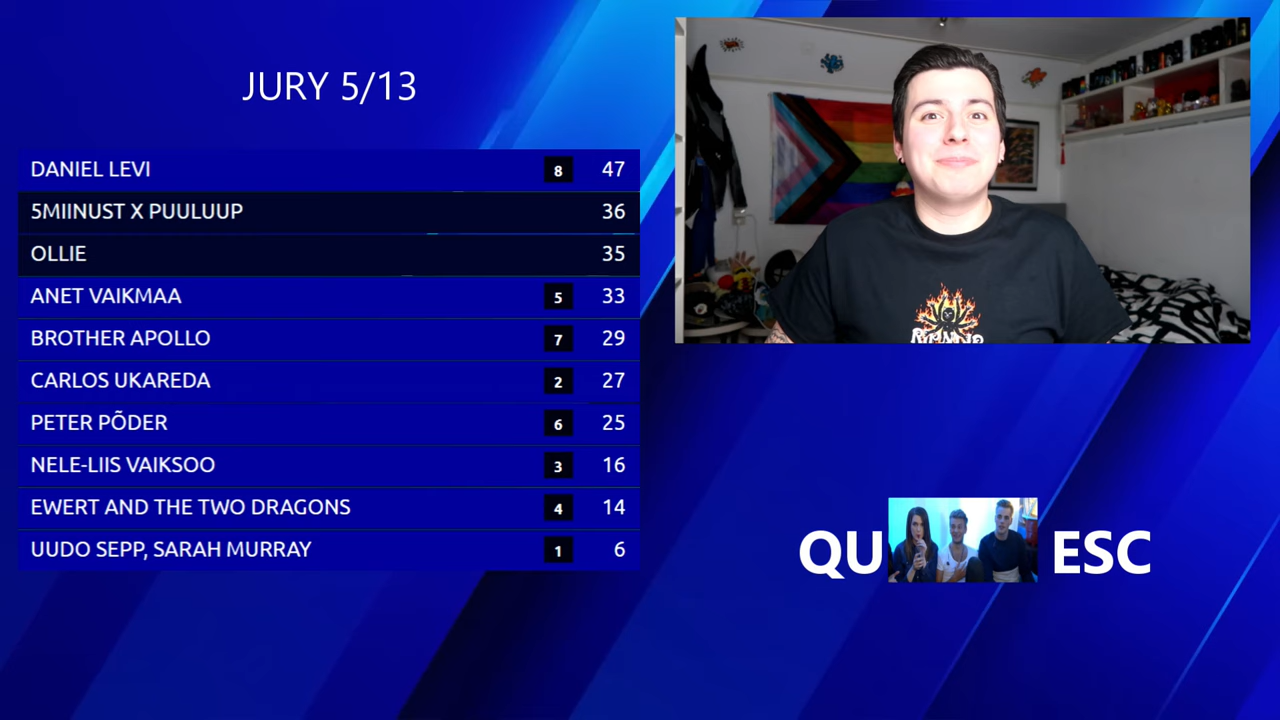 JURY 5/13
DANIEL LEVI 8 47
5MIINUST X PUULUUP 36
OLLIE 35
ANET VAIKMAA 5 33
BROTHER APOLLO 7 29
CARLOS UKAREDA 2 27
PETER PÕDER 6 25
NELE-LIIS VAIKSOO 3 16
EWERT AND THE TWO DRAGONS 4 14
UUDO SEPP, SARAH MURRAY 1 6
QU ESC